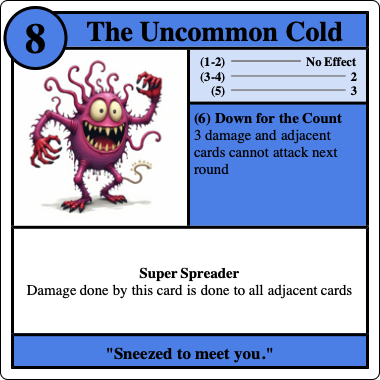 8
The Uncommon Cold
(1-2) No Effect
(3-4) 2
(5) 3
(6) Down for the Count
3 damage and adjacent
cards cannot attack next
round
Super Spreader
Damage done by this card is done to all adjacent cards
"Sneezed to meet you."